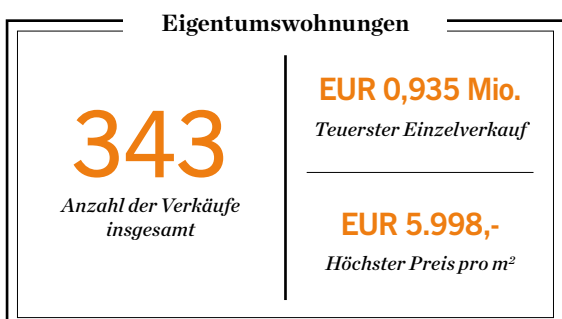 Eigentumswohnungen
343
Anzahl der Verkäufe
insgesamt
EUR 0,935 Mio.
Teuerster Einzelverkauf
EUR 5.998,-
Höchster Preis pro m²